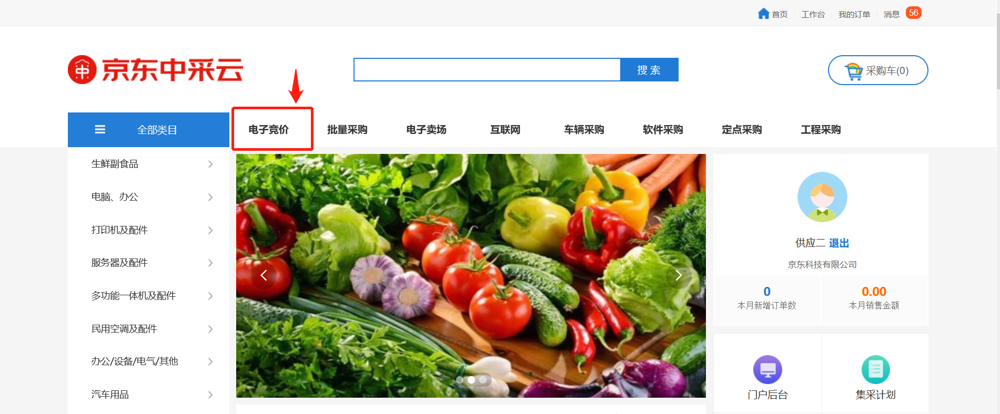 首页 工作台 我的订单 消息 56
京东中采云
搜 索
采购车(0)
全部类目 电子竞价 批量采购 电子卖场 互联网 车辆采购 软件采购 定点采购 工程采购
生鲜副食品
电脑、办公
打印机及配件
服务器及配件
多功能一体机及配件
民用空调及配件
办公/设备/电气/其他
汽车用品
供应二 退出
京东科技有限公司
0 0.00
本月新增订单数 本月销售金额
门户后台 集采计划